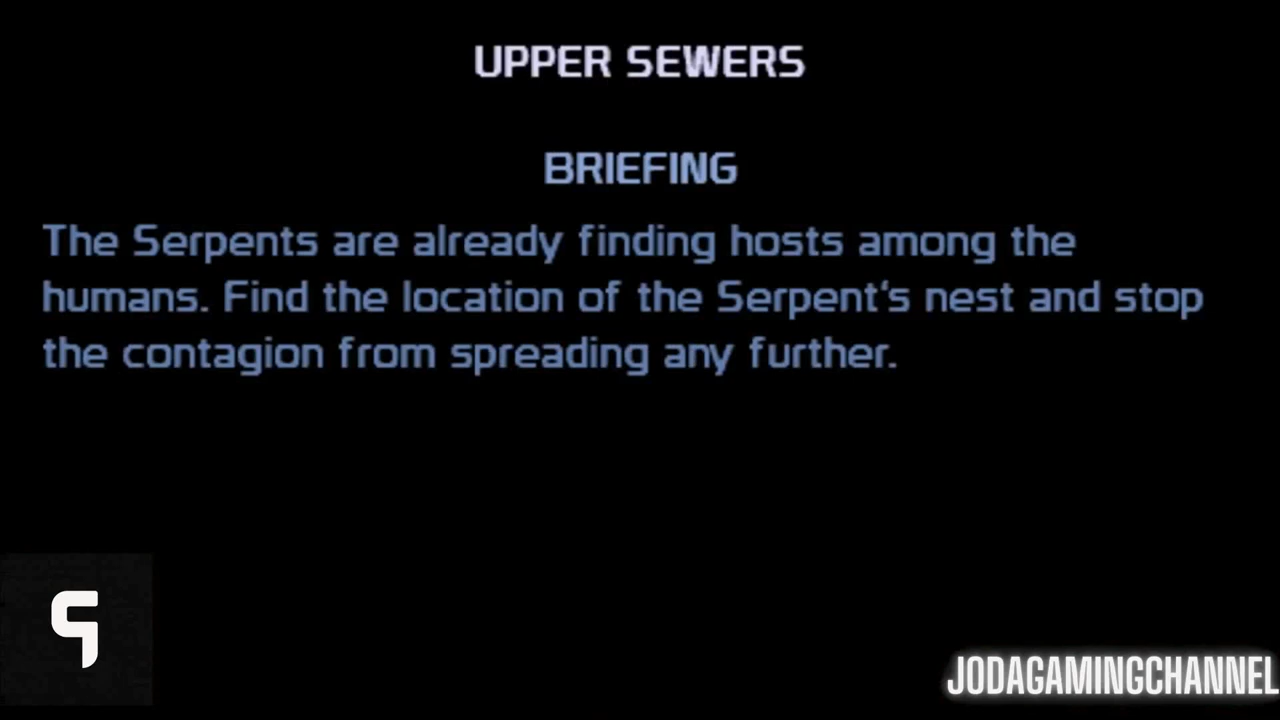 UPPER SEWERS
BRIEFING
The Serpents are already finding hosts among the
humans. Find the location of the Serpent's nest and stop
the contagion from spreading any further.
JODAGAMINGCHANNEL